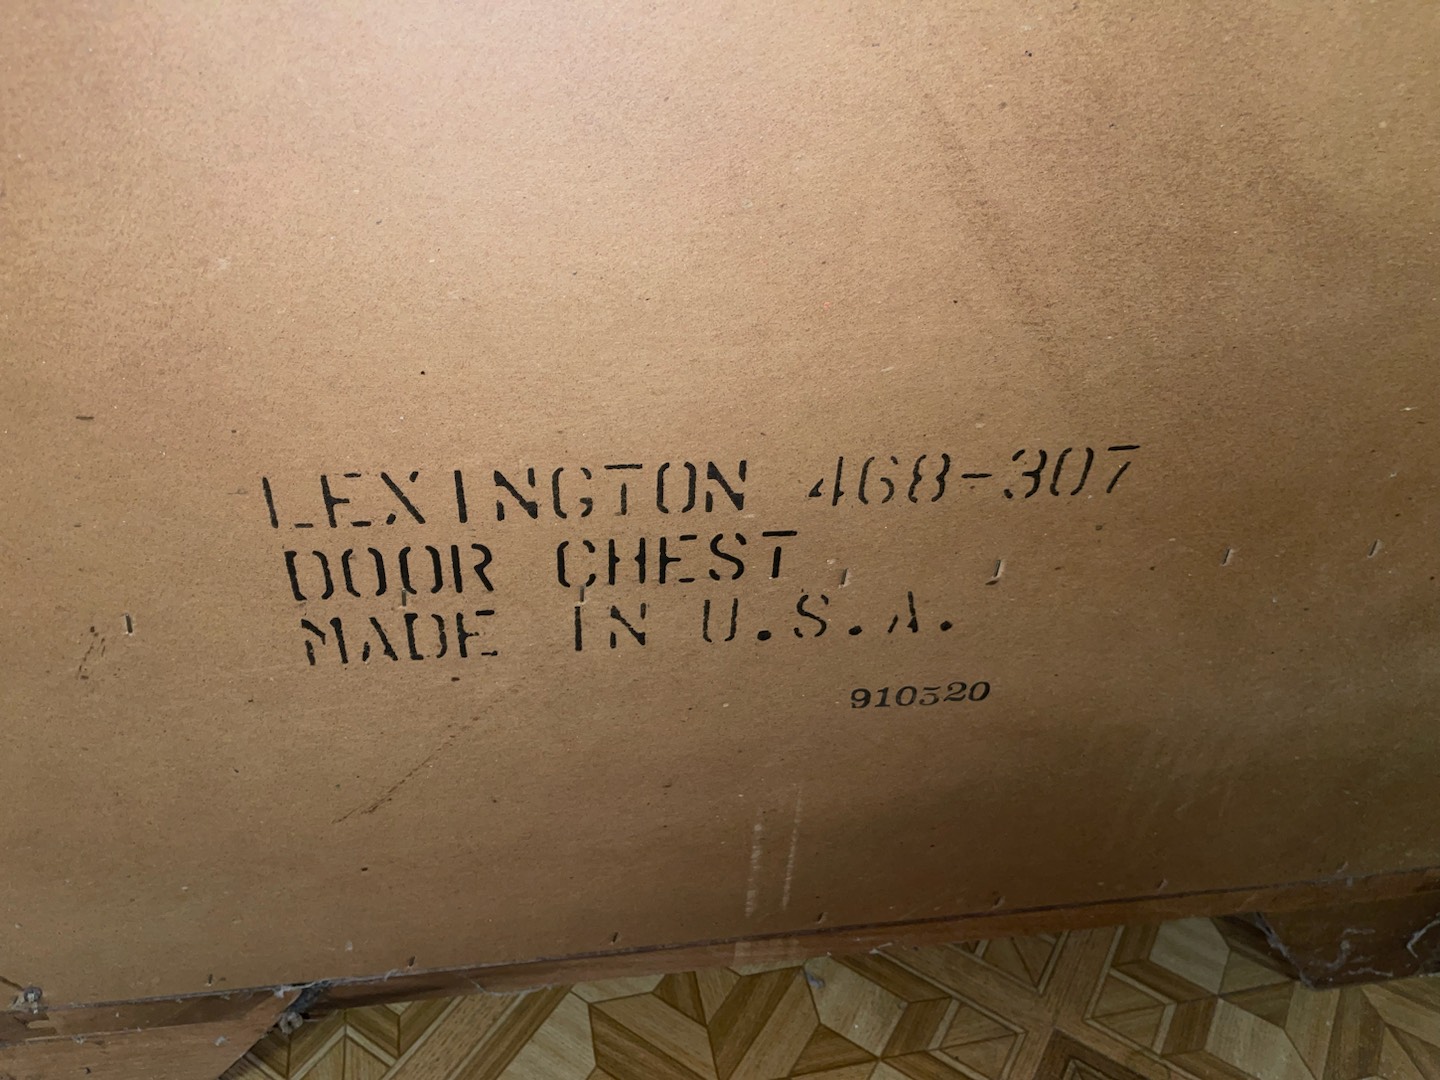 LEXINGTON 468-307
DOOR CHEST
MADE IN U.S.A.
910520